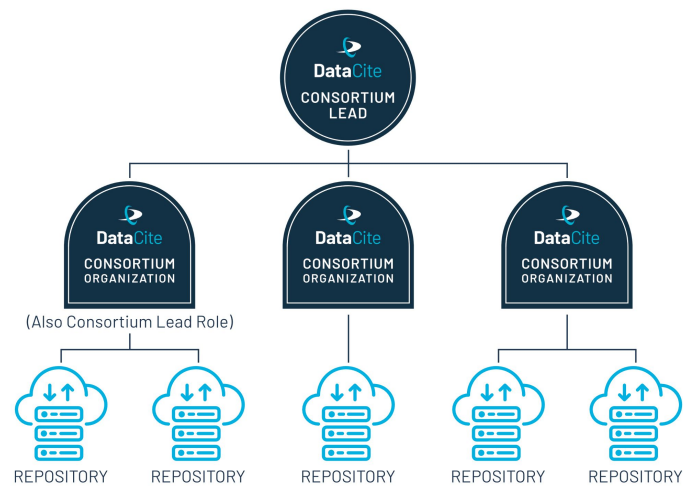 DataCite
CONSORTIUM
LEAD
DataCite
CONSORTIUM
ORGANIZATION
DataCite
CONSORTIUM
ORGANIZATION
DataCite
CONSORTIUM
ORGANIZATION
(Also Consortium Lead Role)
REPOSITORY
REPOSITORY
REPOSITORY
REPOSITORY
REPOSITORY